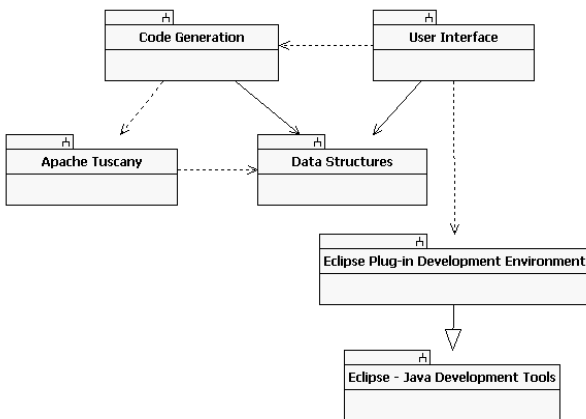 Code Generation
User Interface
Apache Tuscany
Data Structures
Eclipse Plug-in Development Environment
Eclipse - Java Development Tools